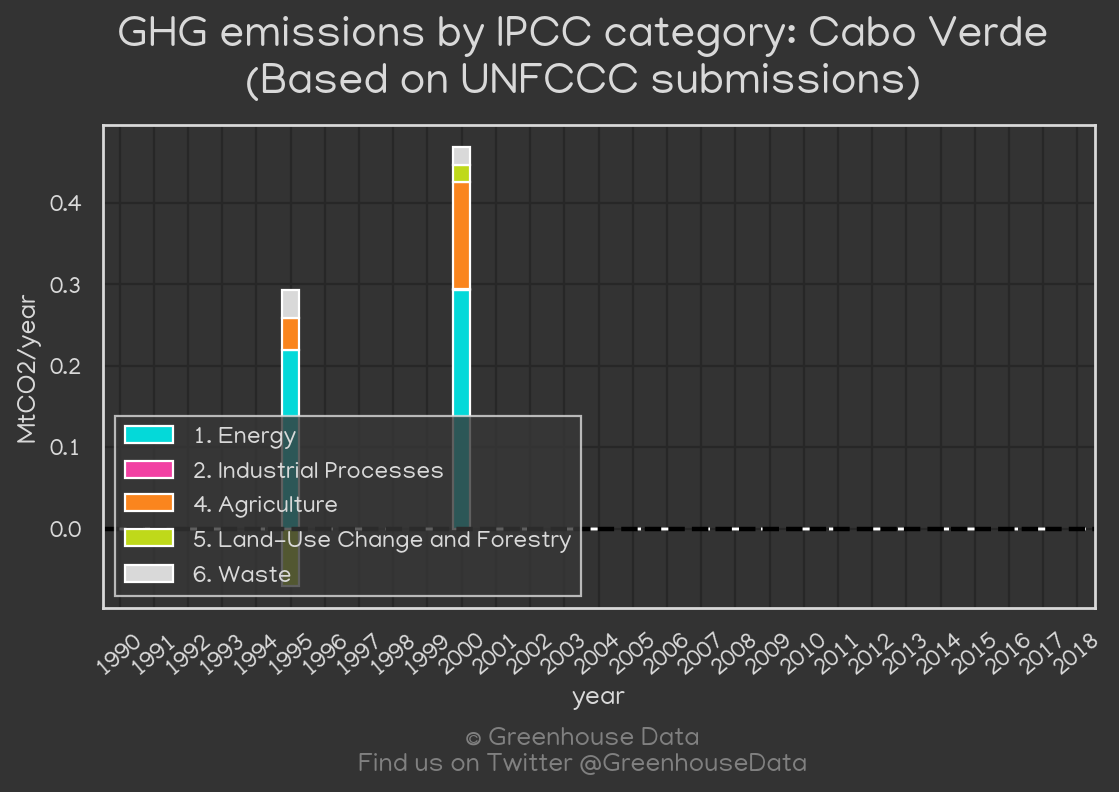 GHG emissions by IPCC category: Cabo Verde
(Based on UNFCCC submissions)
MtCO2/year
0.4
0.3
0.2
0.1
0.0
1. Energy
2. Industrial Processes
4. Agriculture
5. Land-Use Change and Forestry
6. Waste
1990 1991 1992 1993 1994 1995 1996 1997 1998 1999 2000 2001 2002 2003 2004 2005 2006 2007 2008 2009 2010 2011 2012 2013 2014 2015 2016 2017 2018
year
© Greenhouse Data
Find us on Twitter @GreenhouseData